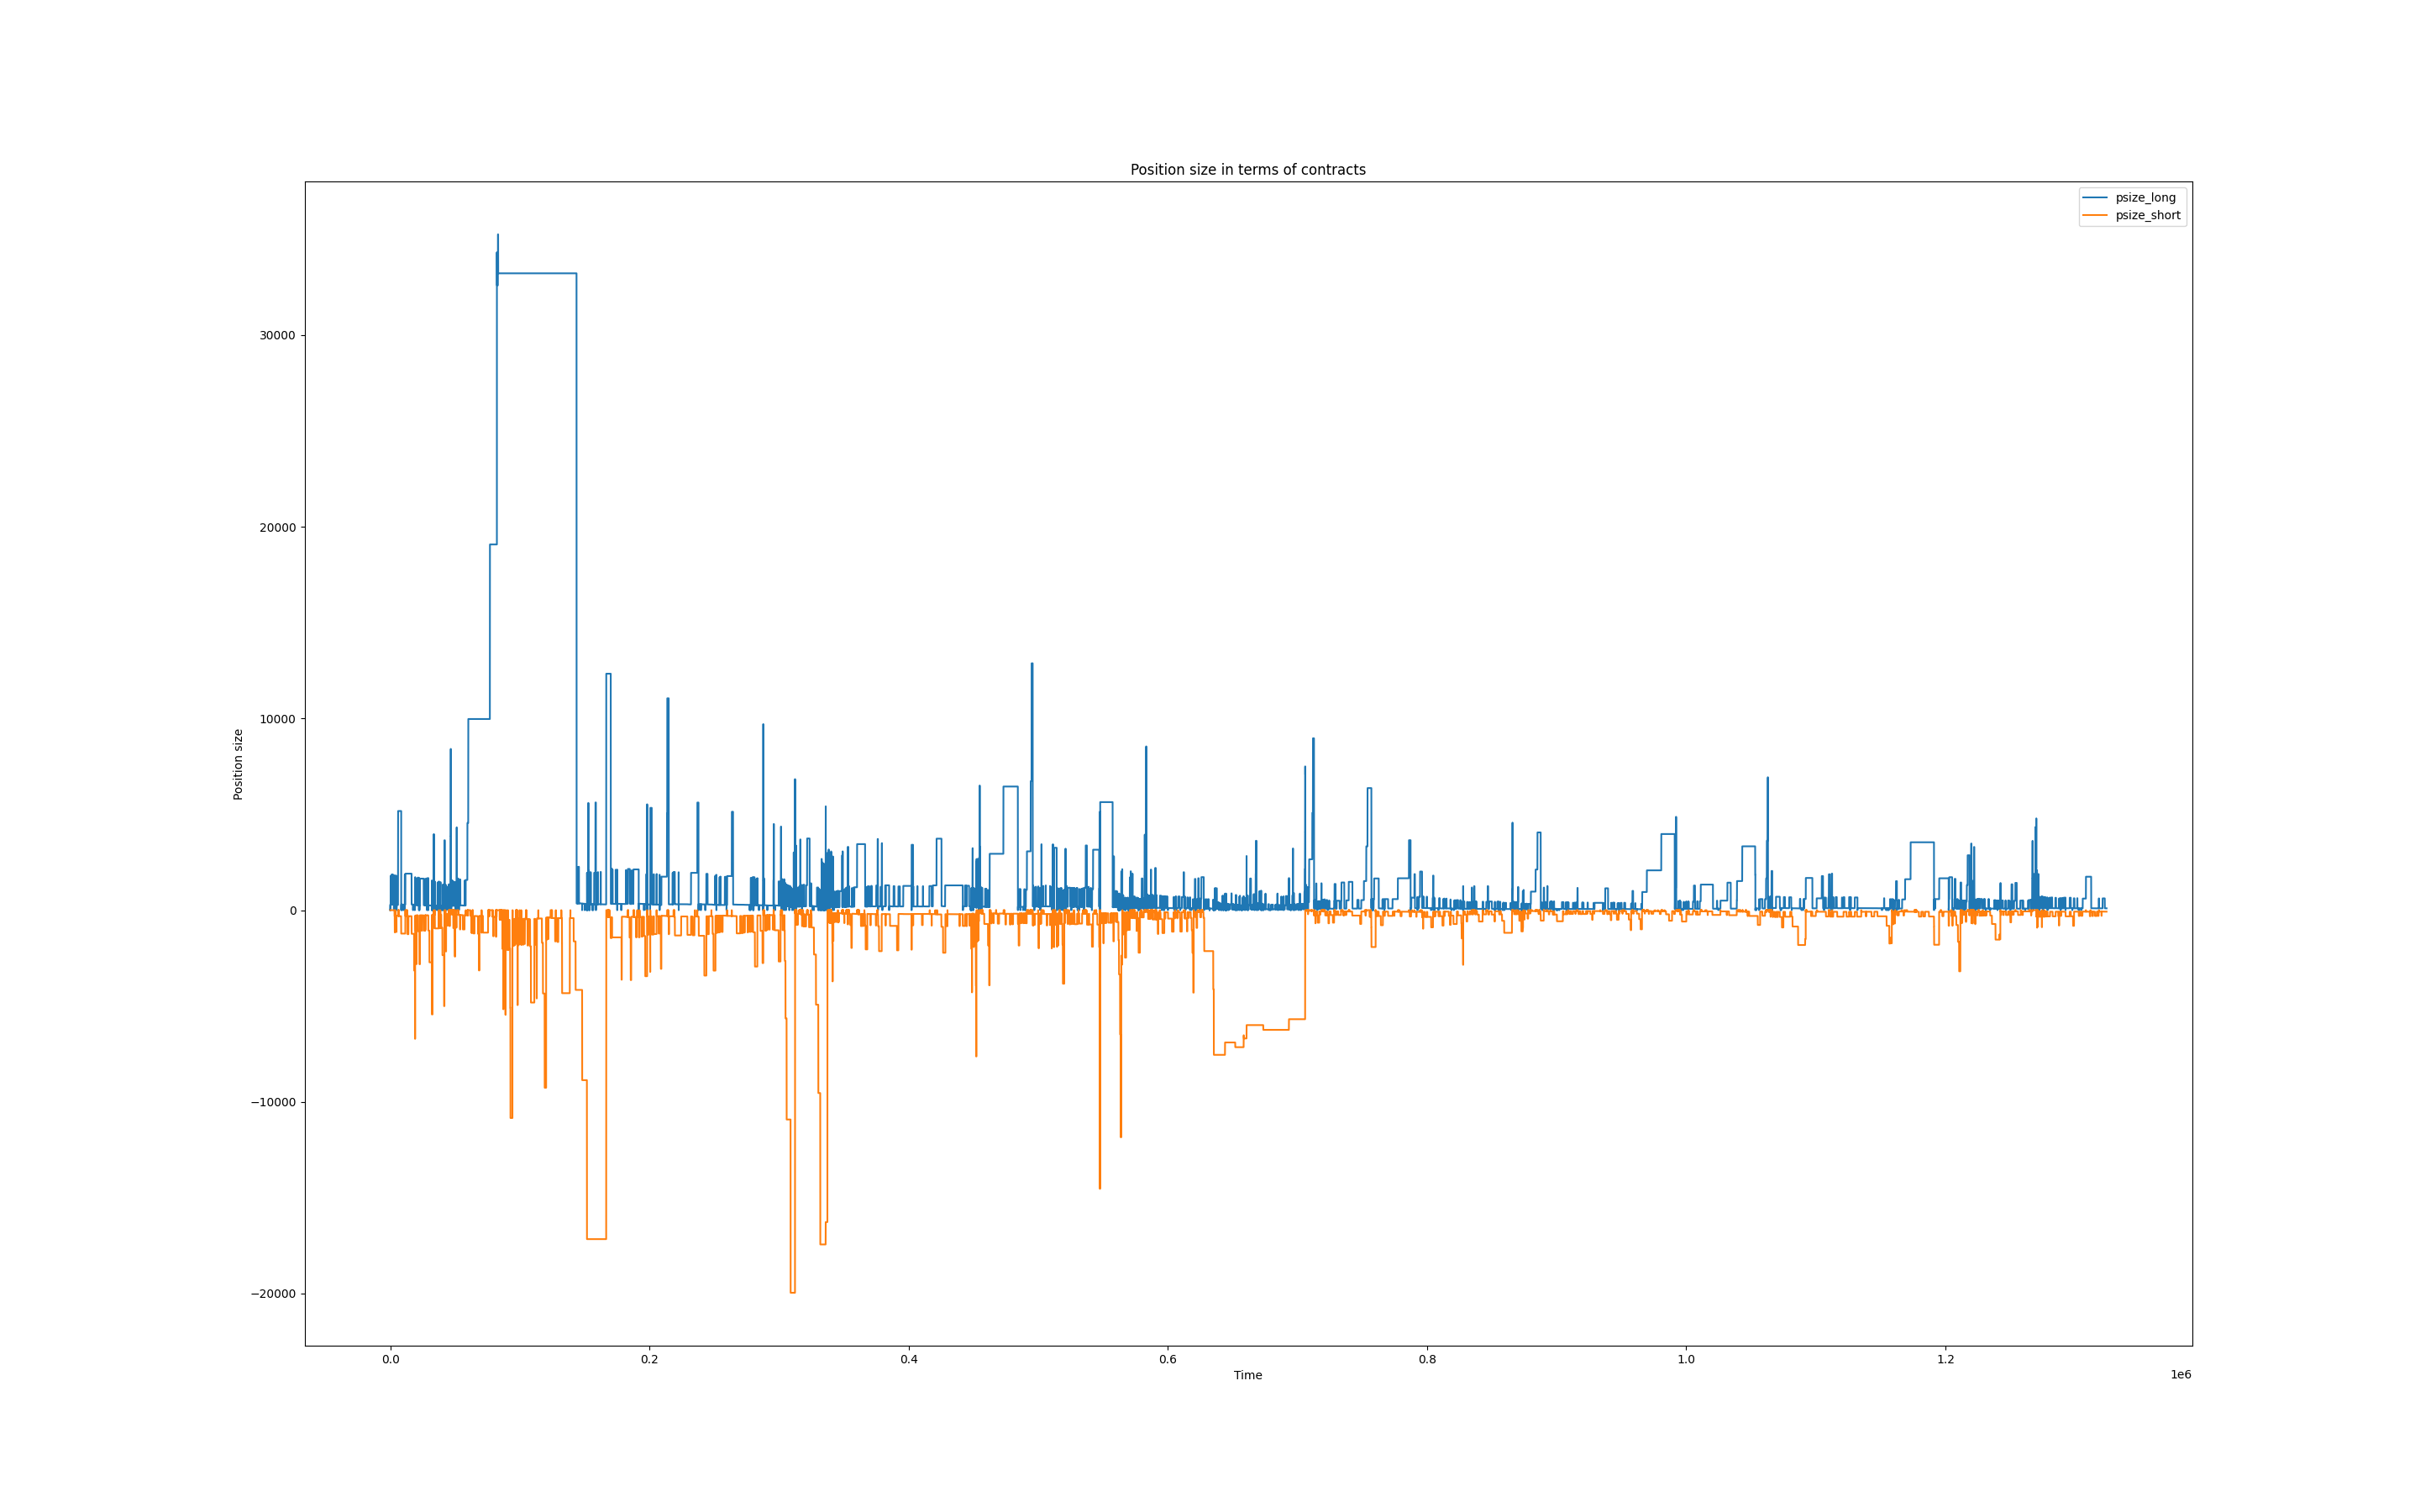 Position size in terms of contracts
psize_long
psize_short
Position size
30000
20000
10000
0
−10000
−20000
0.0
0.2
0.4
0.6
0.8
1.0
1.2
1e6
Time